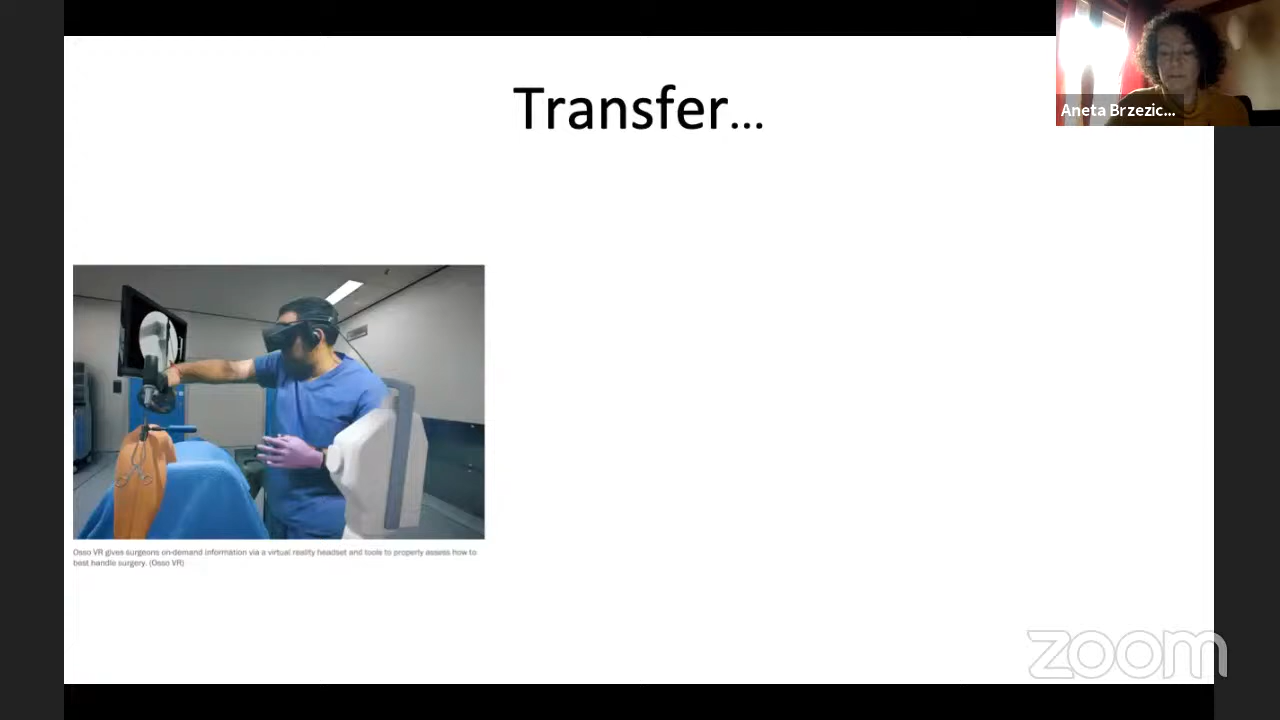 Transfer...
Aneta Brzezic...
Osso VR gives surgeons on-demand information via a virtual reality headset and tools to properly assess how to
best handle surgery. (Osso VR)
zoom